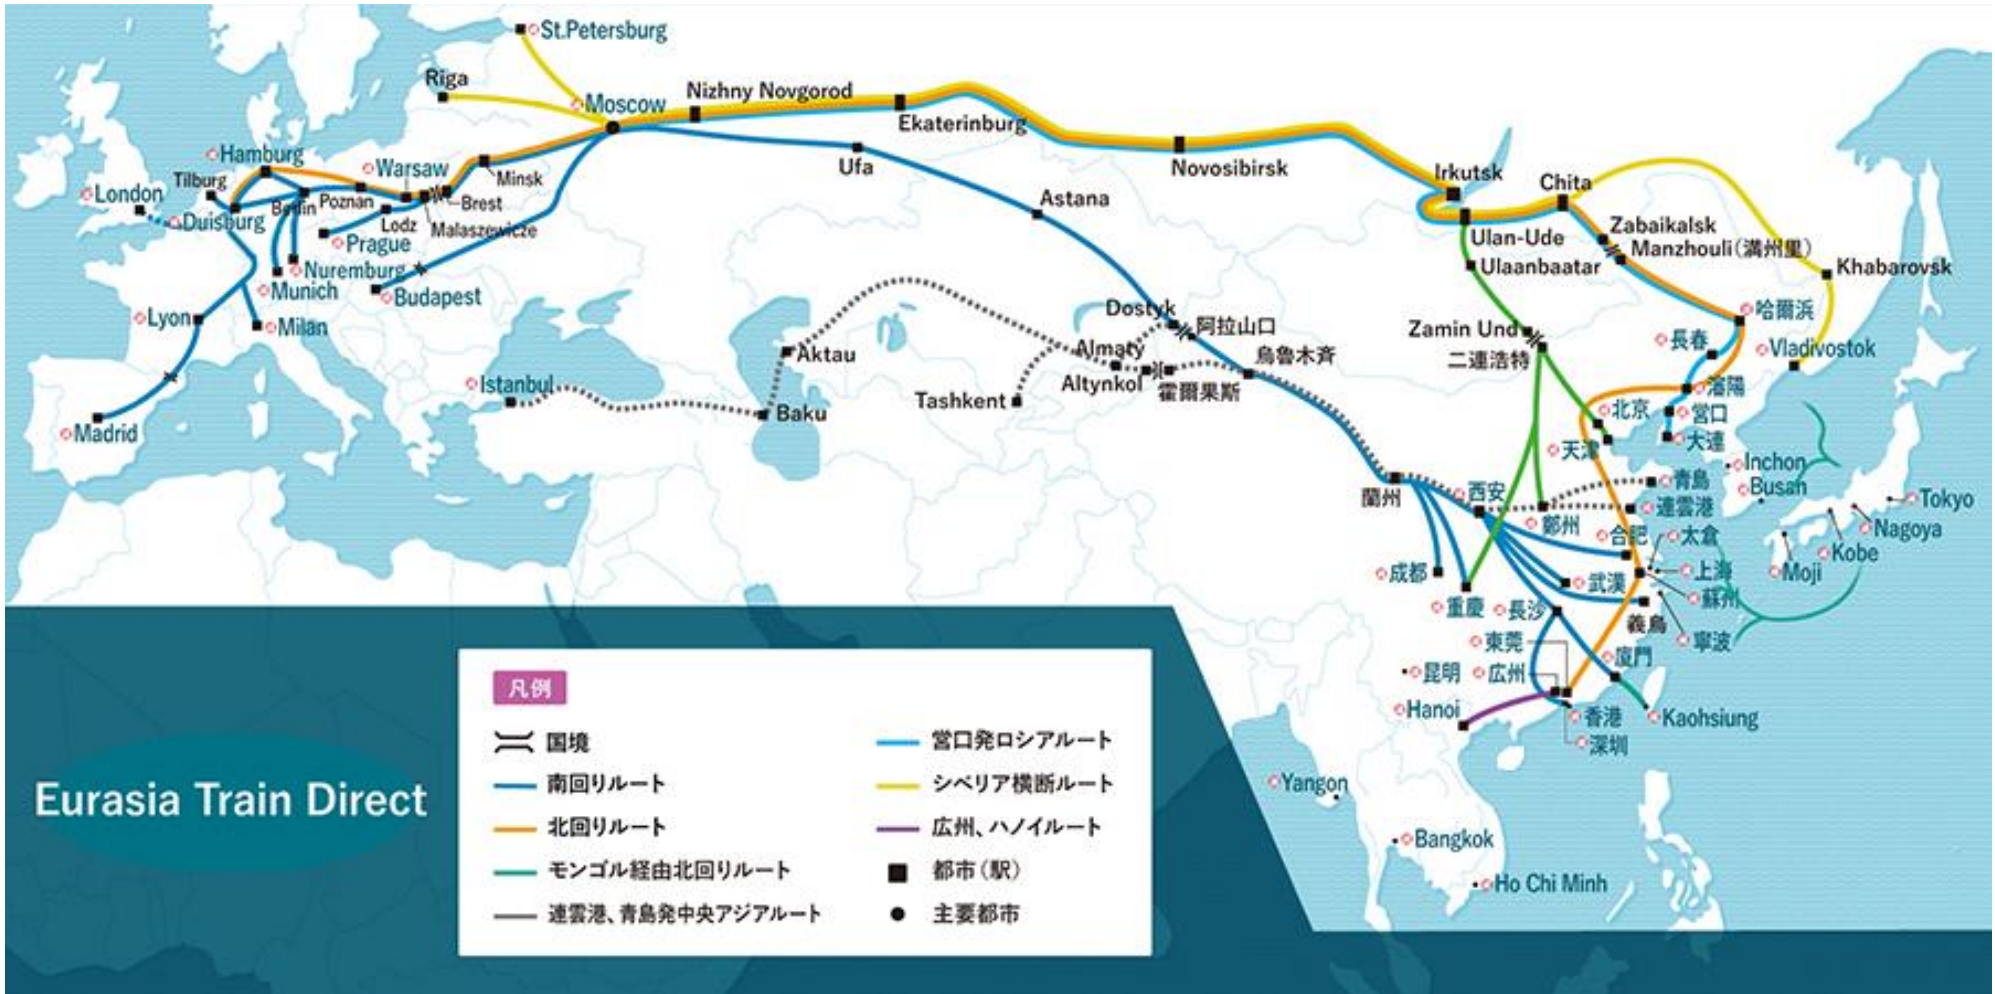 St.Petersburg
Riga
Moscow
Nizhny Novgorod
Ekaterinburg
Novosibirsk
Ufa
Astana
Irkutsk
Chita
Ulan-Ude
Ulaanbaatar
Zabaikalsk
Manzhouli（満州里）
Khabarovsk
哈爾浜
長春
Vladivostok
瀋陽
営口
大連
Hamburg
Warsaw
Minsk
Tilburg
London
Duisburg
Berlin
Poznan
Brest
Lodz
Malaszewicze
Prague
Nuremburg
Munich
Budapest
Lyon
Milan
Madrid
Istanbul
Aktau
Baku
Tashkent
Dostyk
阿拉山口
Almaty
Altynkol
霍爾果斯
烏魯木斉
Zamin Und
二連浩特
北京
天津
Inchon
Busan
Tokyo
Nagoya
Kobe
Moji
蘭州
西安
青島
連雲港
鄭州
合肥
太倉
上海
蘇州
成都
重慶
武漢
長沙
義烏
寧波
東莞
広州
厦門
昆明
Hanoi
香港
深圳
Kaohsiung
Yangon
Bangkok
Ho Chi Minh
Eurasia Train Direct
凡例
国境
南回りルート
北回りルート
モンゴル経由北回りルート
連雲港、青島発中央アジアルート
営口発ロシアルート
シベリア横断ルート
広州、ハノイルート
都市（駅）
主要都市